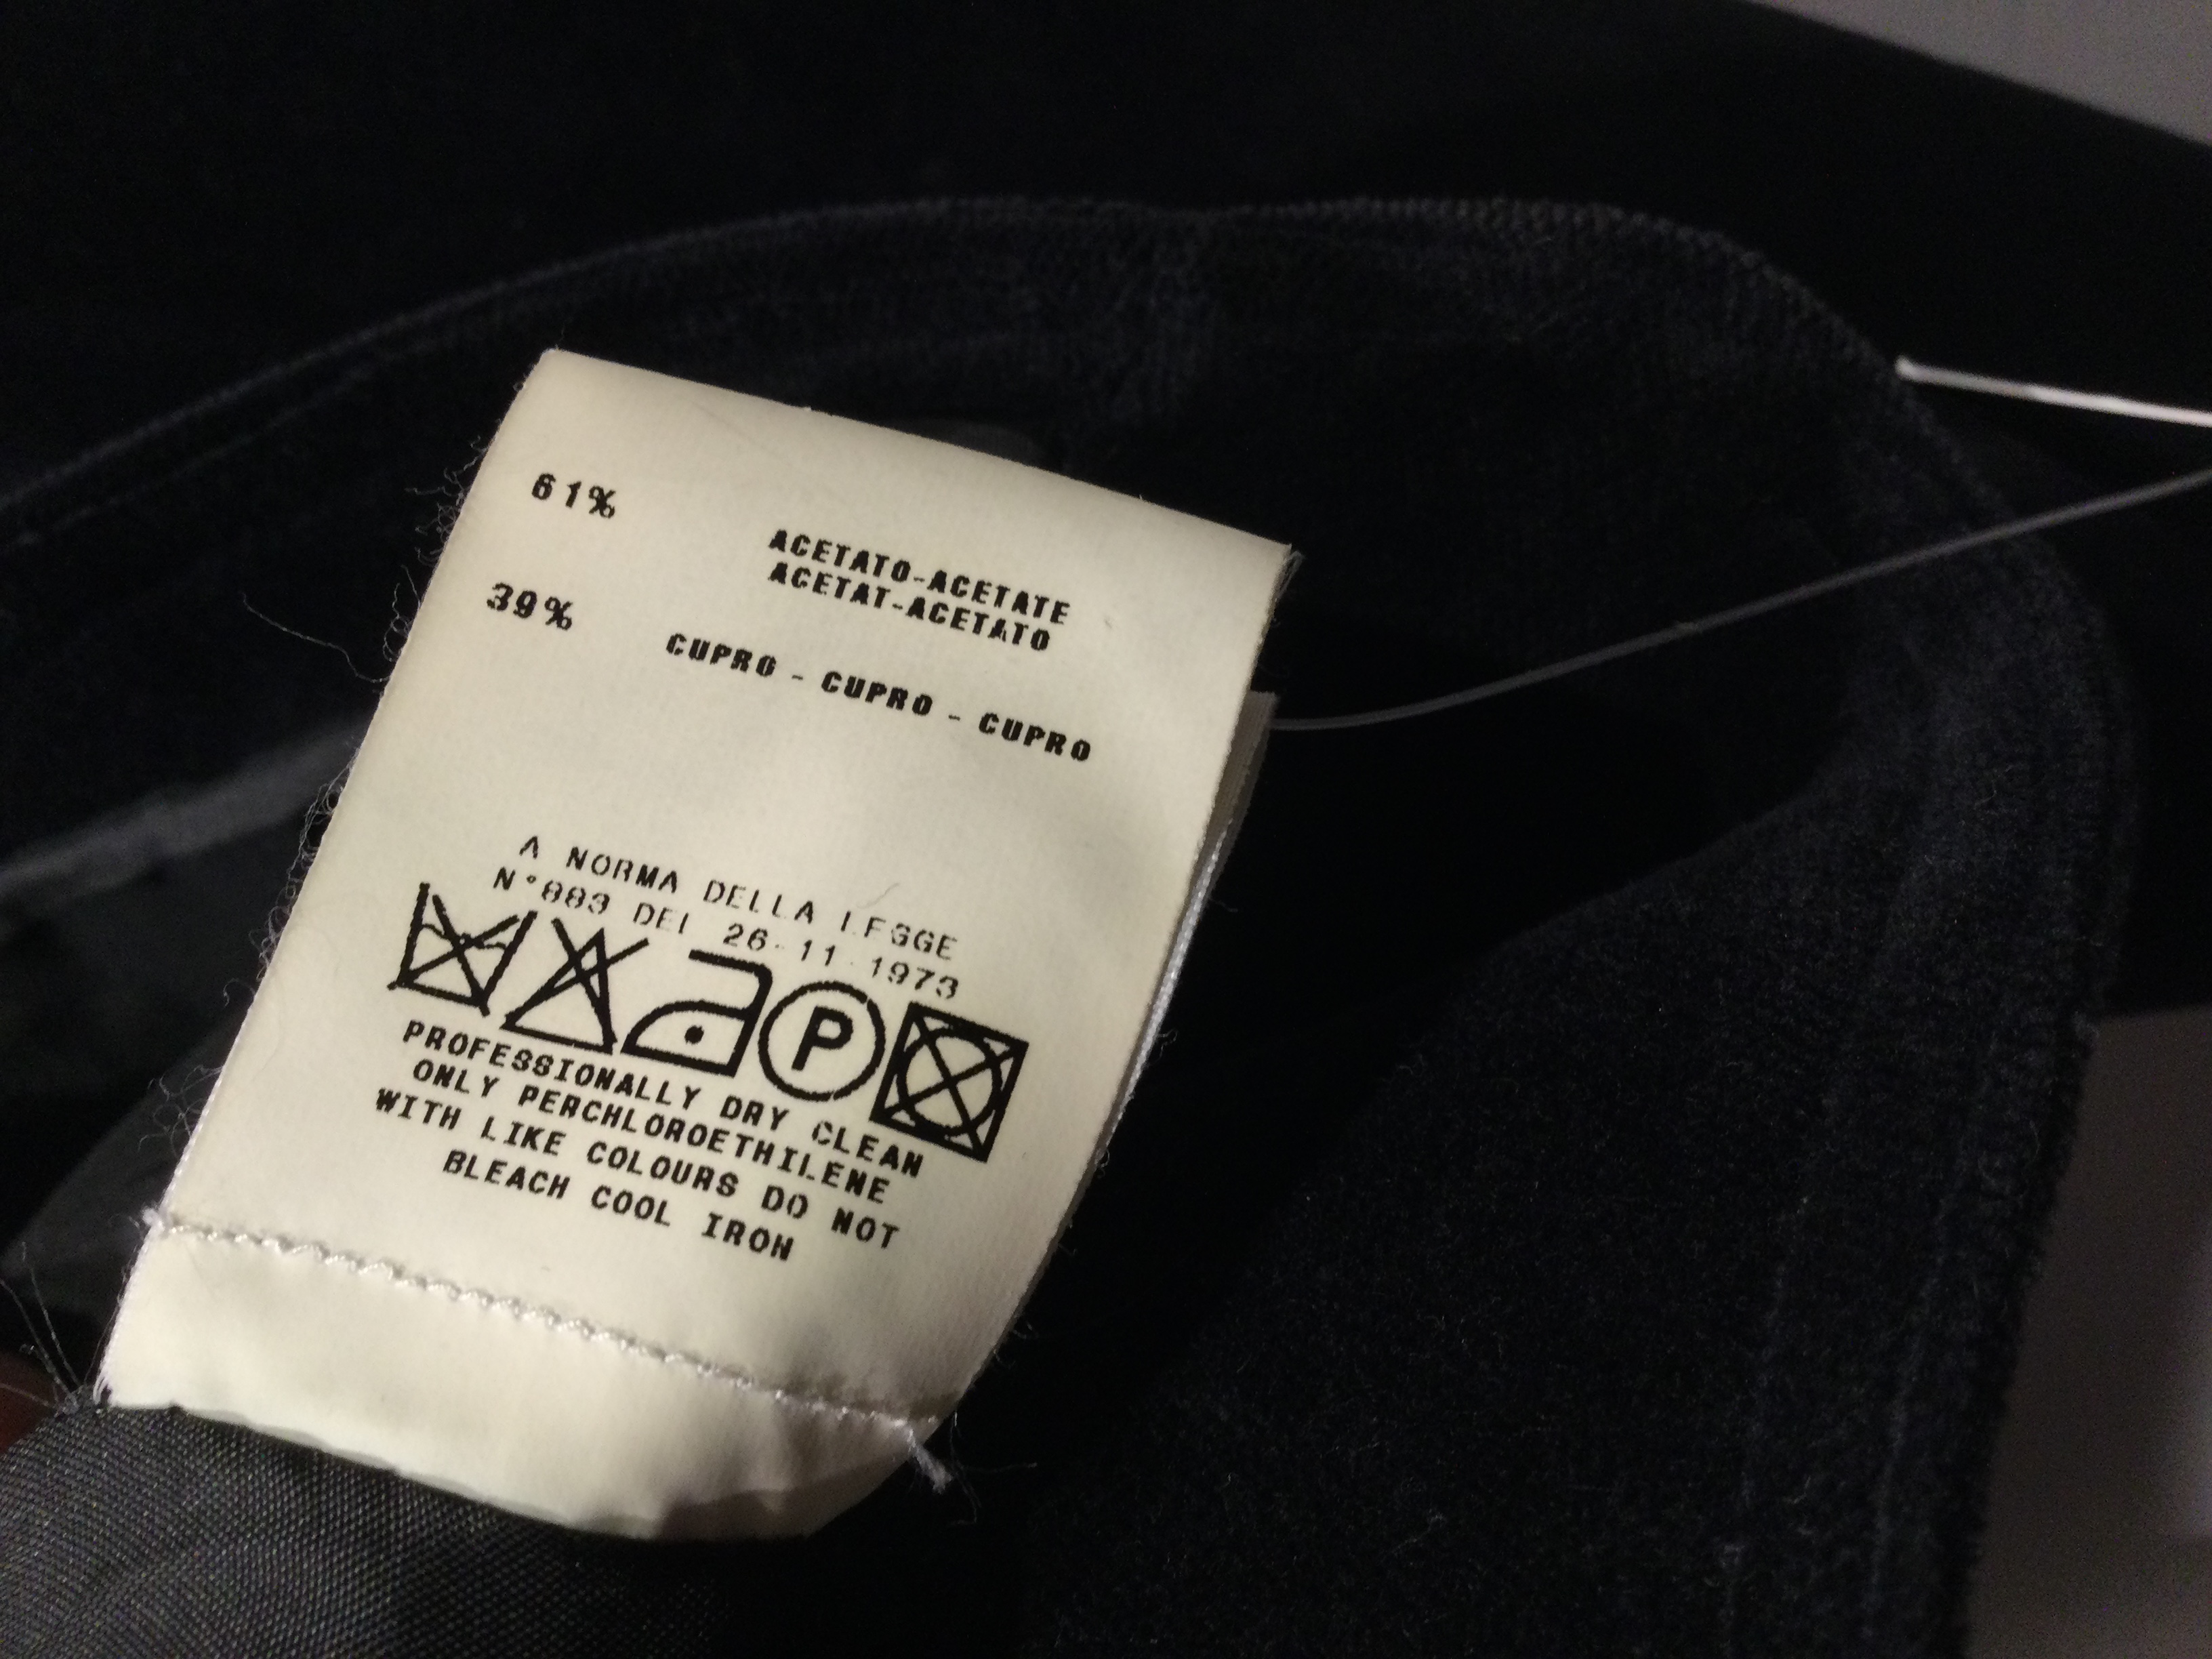 61%
ACETATO-ACETATE
ACETAT-ACETATO
39%
CUPRO - CUPRO - CUPRO
A NORMA DELLA LEGGE
N°883 DEL 26-11-1973
P
PROFESSIONALLY DRY CLEAN
ONLY PERCHLOROETHILENE
WITH LIKE COLOURS DO NOT
BLEACH COOL IRON